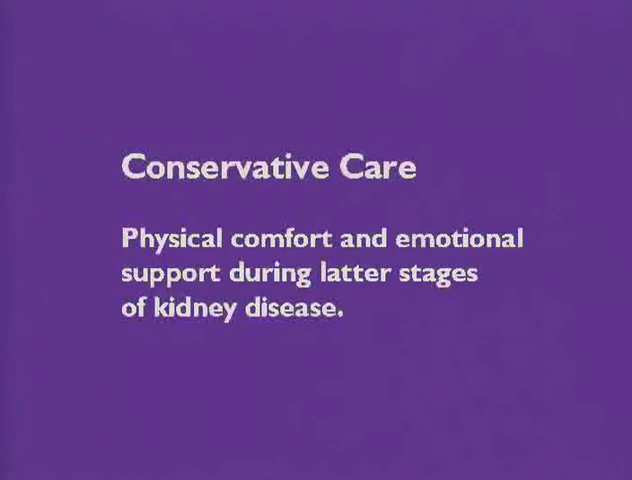 Conservative Care
Physical comfort and emotional
support during latter stages
of kidney disease.